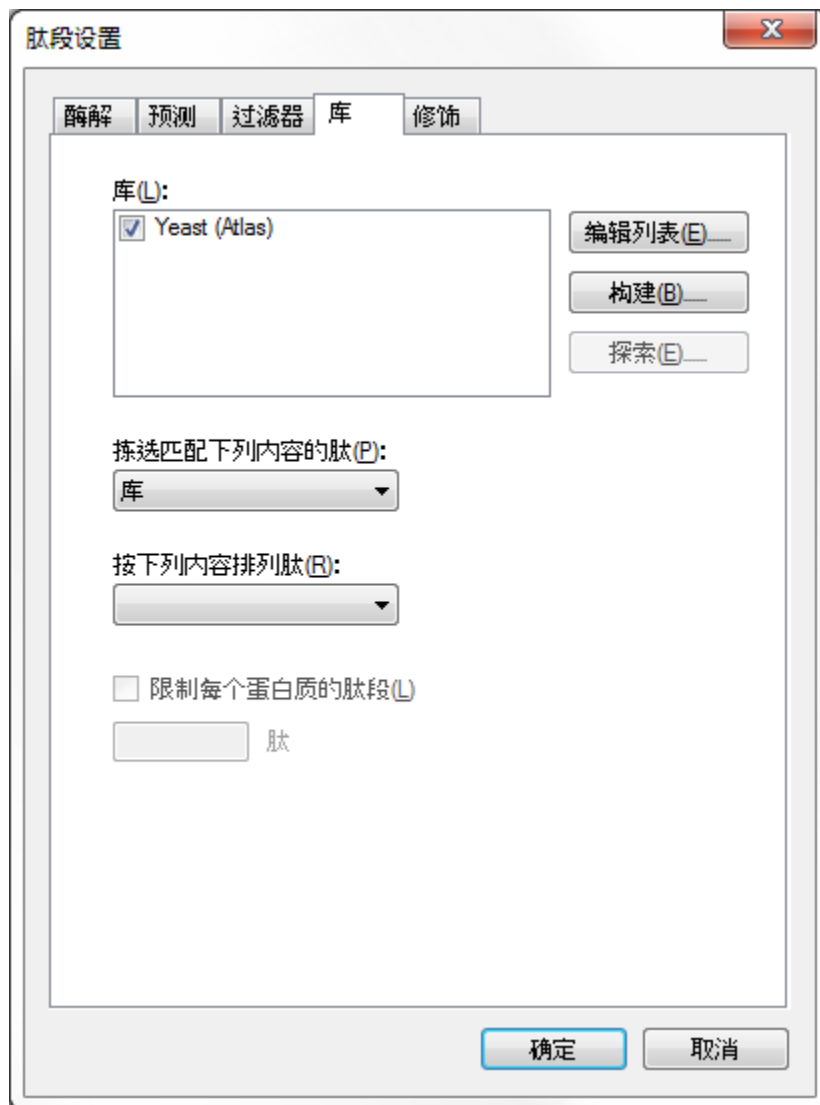 肽段设置
酶解 预测 过滤器 库 修饰
库(L):
Yeast (Atlas)
编辑列表(E)......
构建(B)......
探索(E)......
拣选匹配下列内容的肽(P):
库
按下列内容排列肽(R):
限制每个蛋白质的肽段(L)
肽
确定 取消